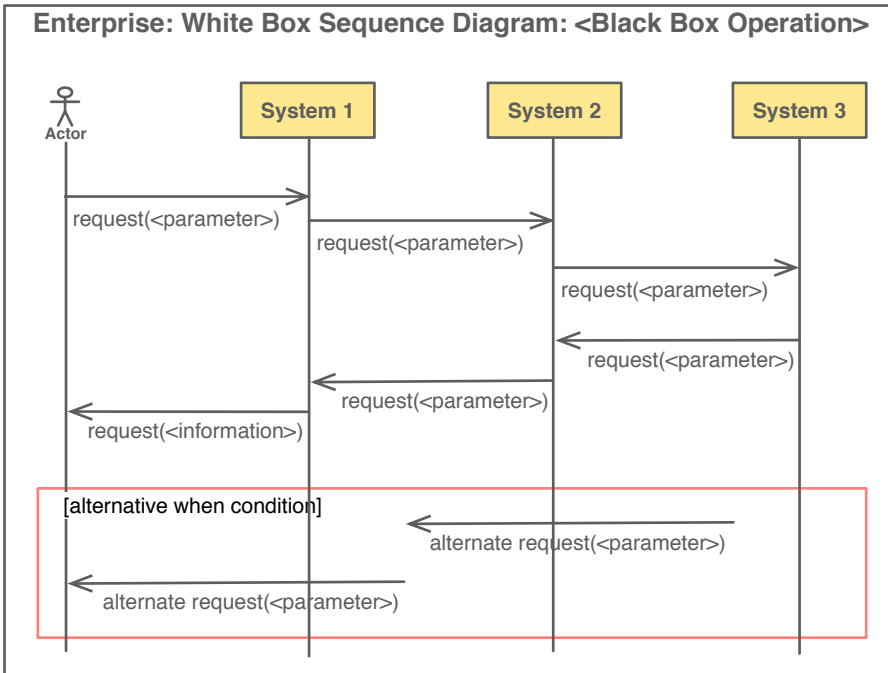 Enterprise: White Box Sequence Diagram: <Black Box Operation>
Actor
System 1
System 2
System 3
request(<parameter>)
request(<parameter>)
request(<parameter>)
request(<parameter>)
request(<parameter>)
request(<information>)
[alternative when condition]
alternate request(<parameter>)
alternate request(<parameter>)